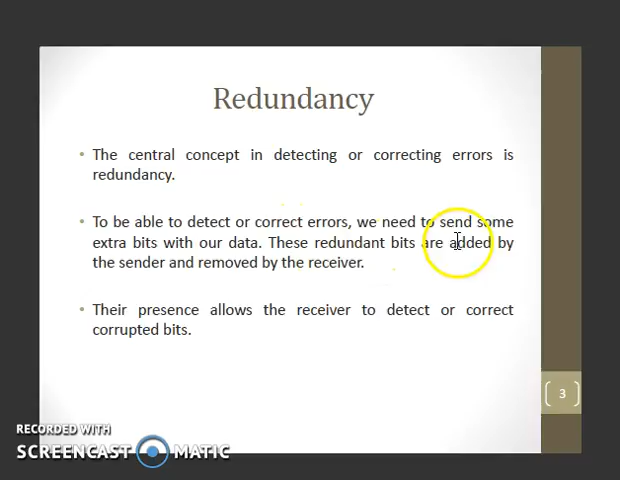 Redundancy
• The central concept in detecting or correcting errors is
redundancy.
• To be able to detect or correct errors, we need to send some
extra bits with our data. These redundant bits are added by
the sender and removed by the receiver.
• Their presence allows the receiver to detect or correct
corrupted bits.
3
RECORDED WITH
SCREENCAST MATIC